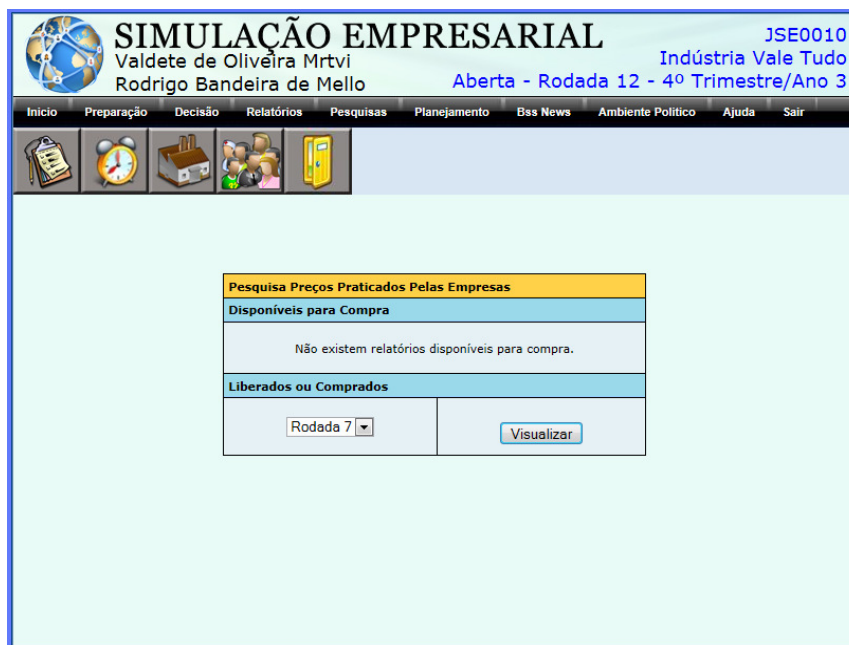 SIMULAÇÃO EMPRESARIAL
JSE0010
Valdete de Oliveira Mrtvi
Indústria Vale Tudo
Rodrigo Bandeira de Mello
Aberta - Rodada 12 - 4º Trimestre/Ano 3
Inicio Preparação Decisão Relatórios Pesquisas Planejamento Bss News Ambiente Politico Ajuda Sair
Pesquisa Preços Praticados Pelas Empresas
Disponíveis para Compra
Não existem relatórios disponíveis para compra.
Liberados ou Comprados
Rodada 7 Visualizar